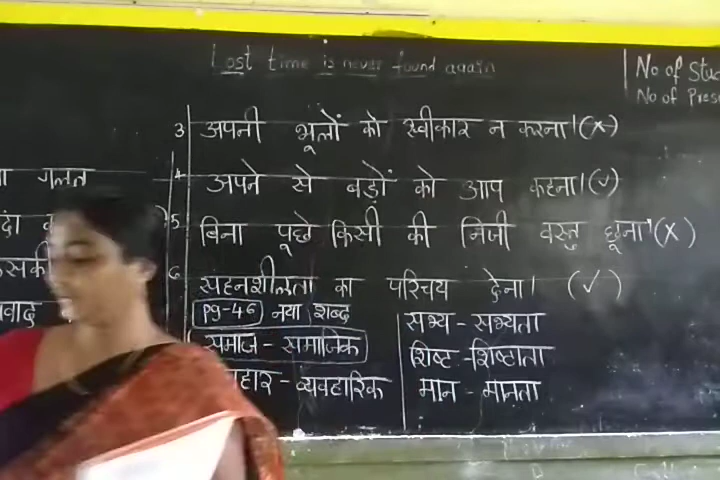 Lost time is never found again
No of Stu
No of Pres
3 अपनी भूलों को स्वीकार न करना। (×)
4 अपने से बड़ों को आप कहना। (✓)
5 बिना पूछे किसी की निजी वस्तु छूना। (×)
6 सहनशीलता का परिचय देना। (✓)
गलत
Pg-46 नया शब्द
समाज - समाजिक
हार - व्यवहारिक
सभ्य - सभ्यता
शिष्ट - शिष्टाता
मान - मानता